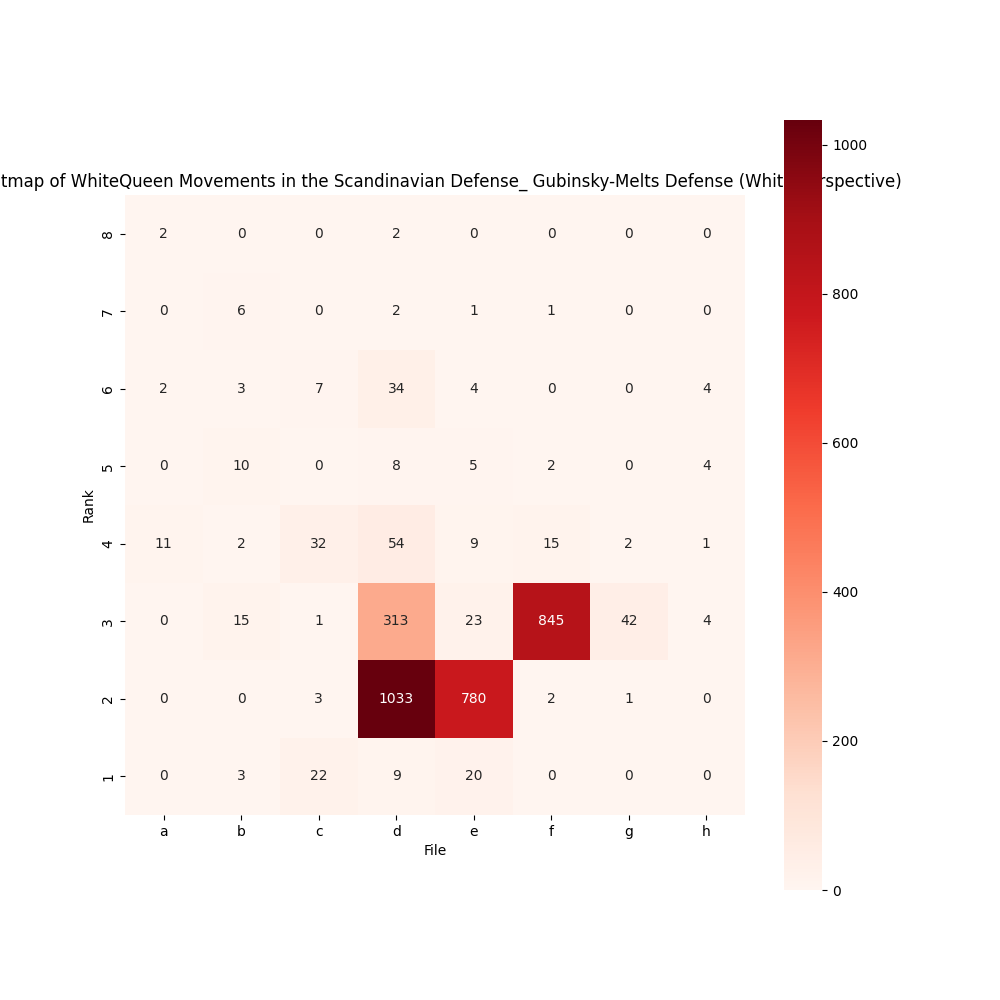 tmap of WhiteQueen Movements in the Scandinavian Defense_ Gubinsky-Melts Defense (Whit rspective)
8 2 0 0 2 0 0 0 0
7 0 6 0 2 1 1 0 0
6 2 3 7 34 4 0 0 4
5 0 10 0 8 5 2 0 4
4 11 2 32 54 9 15 2 1
3 0 15 1 313 23 845 42 4
2 0 0 3 1033 780 2 1 0
1 0 3 22 9 20 0 0 0
a b c d e f g h
File
Rank
1000
800
600
400
200
0